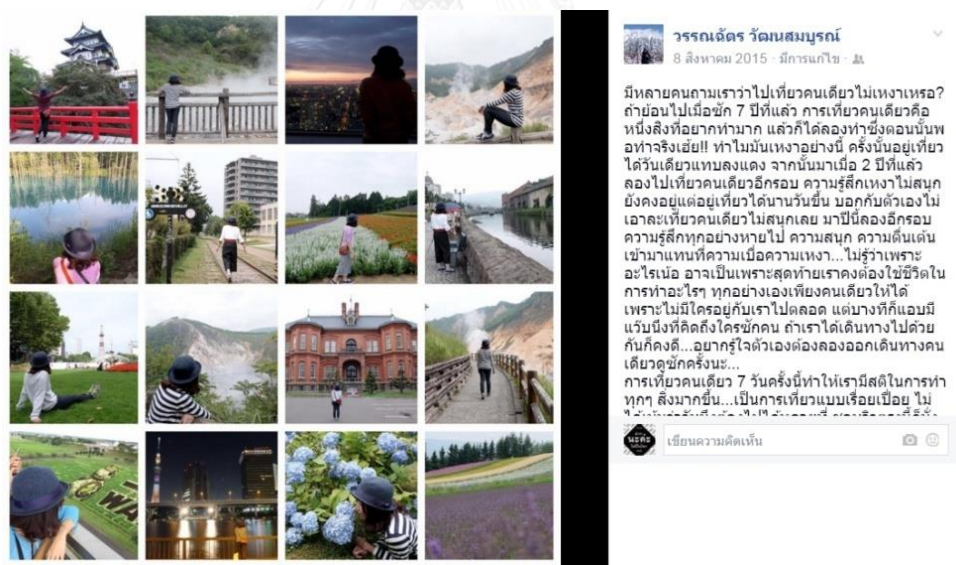 วรรณฉัตร วัฒนสมบูรณ์
8 สิงหาคม 2015 · มีการแก้ไข ·
มีหลายคนถามเราว่าไปเที่ยวคนเดียวไม่เหงาเหรอ?
ถ้าย้อนไปเมื่อซัก 7 ปีที่แล้ว การเที่ยวคนเดียวคือ
หนึ่งสิ่งที่อยากทำมาก แล้วก็ได้ลองทำซึ่งตอนนั้นพ
อทำจริงเฮ้ย!! ทำไมมันเหงาอย่างนี้ ครั้งนั้นอยู่เที่ยว
ได้วันเดียวแทบลงแดง จากนั้นมาเมื่อ 2 ปีที่แล้ว
ลองไปเที่ยวคนเดียวอีกรอบ ความรู้สึกเหงาไม่สนุก
ยังคงอยู่แต่อยู่เที่ยวได้นานวันขึ้น บอกกับตัวเองไม่
เอาละเที่ยวคนเดียวไม่สนุกเลย มาปีนี้ลองอีกรอบ
ความรู้สึกทุกอย่างหายไป ความสนุก ความตื่นเต้น
เข้ามาแทนที่ความเบื่อความเหงา...ไม่รู้ว่าเพราะ
อะไรเน้อ อาจเป็นเพราะสุดท้ายเราคงต้องใช้ชีวิตใน
การทำอะไรๆ ทุกอย่างเองเพียงคนเดียวให้ได้
เพราะไม่มีใครอยู่กับเราไปตลอด แต่บางทีก็แอบมี
แว๊บนึงที่คิดถึงใครซักคน ถ้าเราได้เดินทางไปด้วย
กันก็คงดี...อยากรู้ใจตัวเองต้องลองออกเดินทางคน
เดียวดูซักครั้งนะ...
การเที่ยวคนเดียว 7 วันครั้งนี้ทำให้เรามีสติในการทำ
ทุกๆ สิ่งมากขึ้น...เป็นการเที่ยวแบบเรื่อยเปื่อย ไม่
เขียนความคิดเห็น